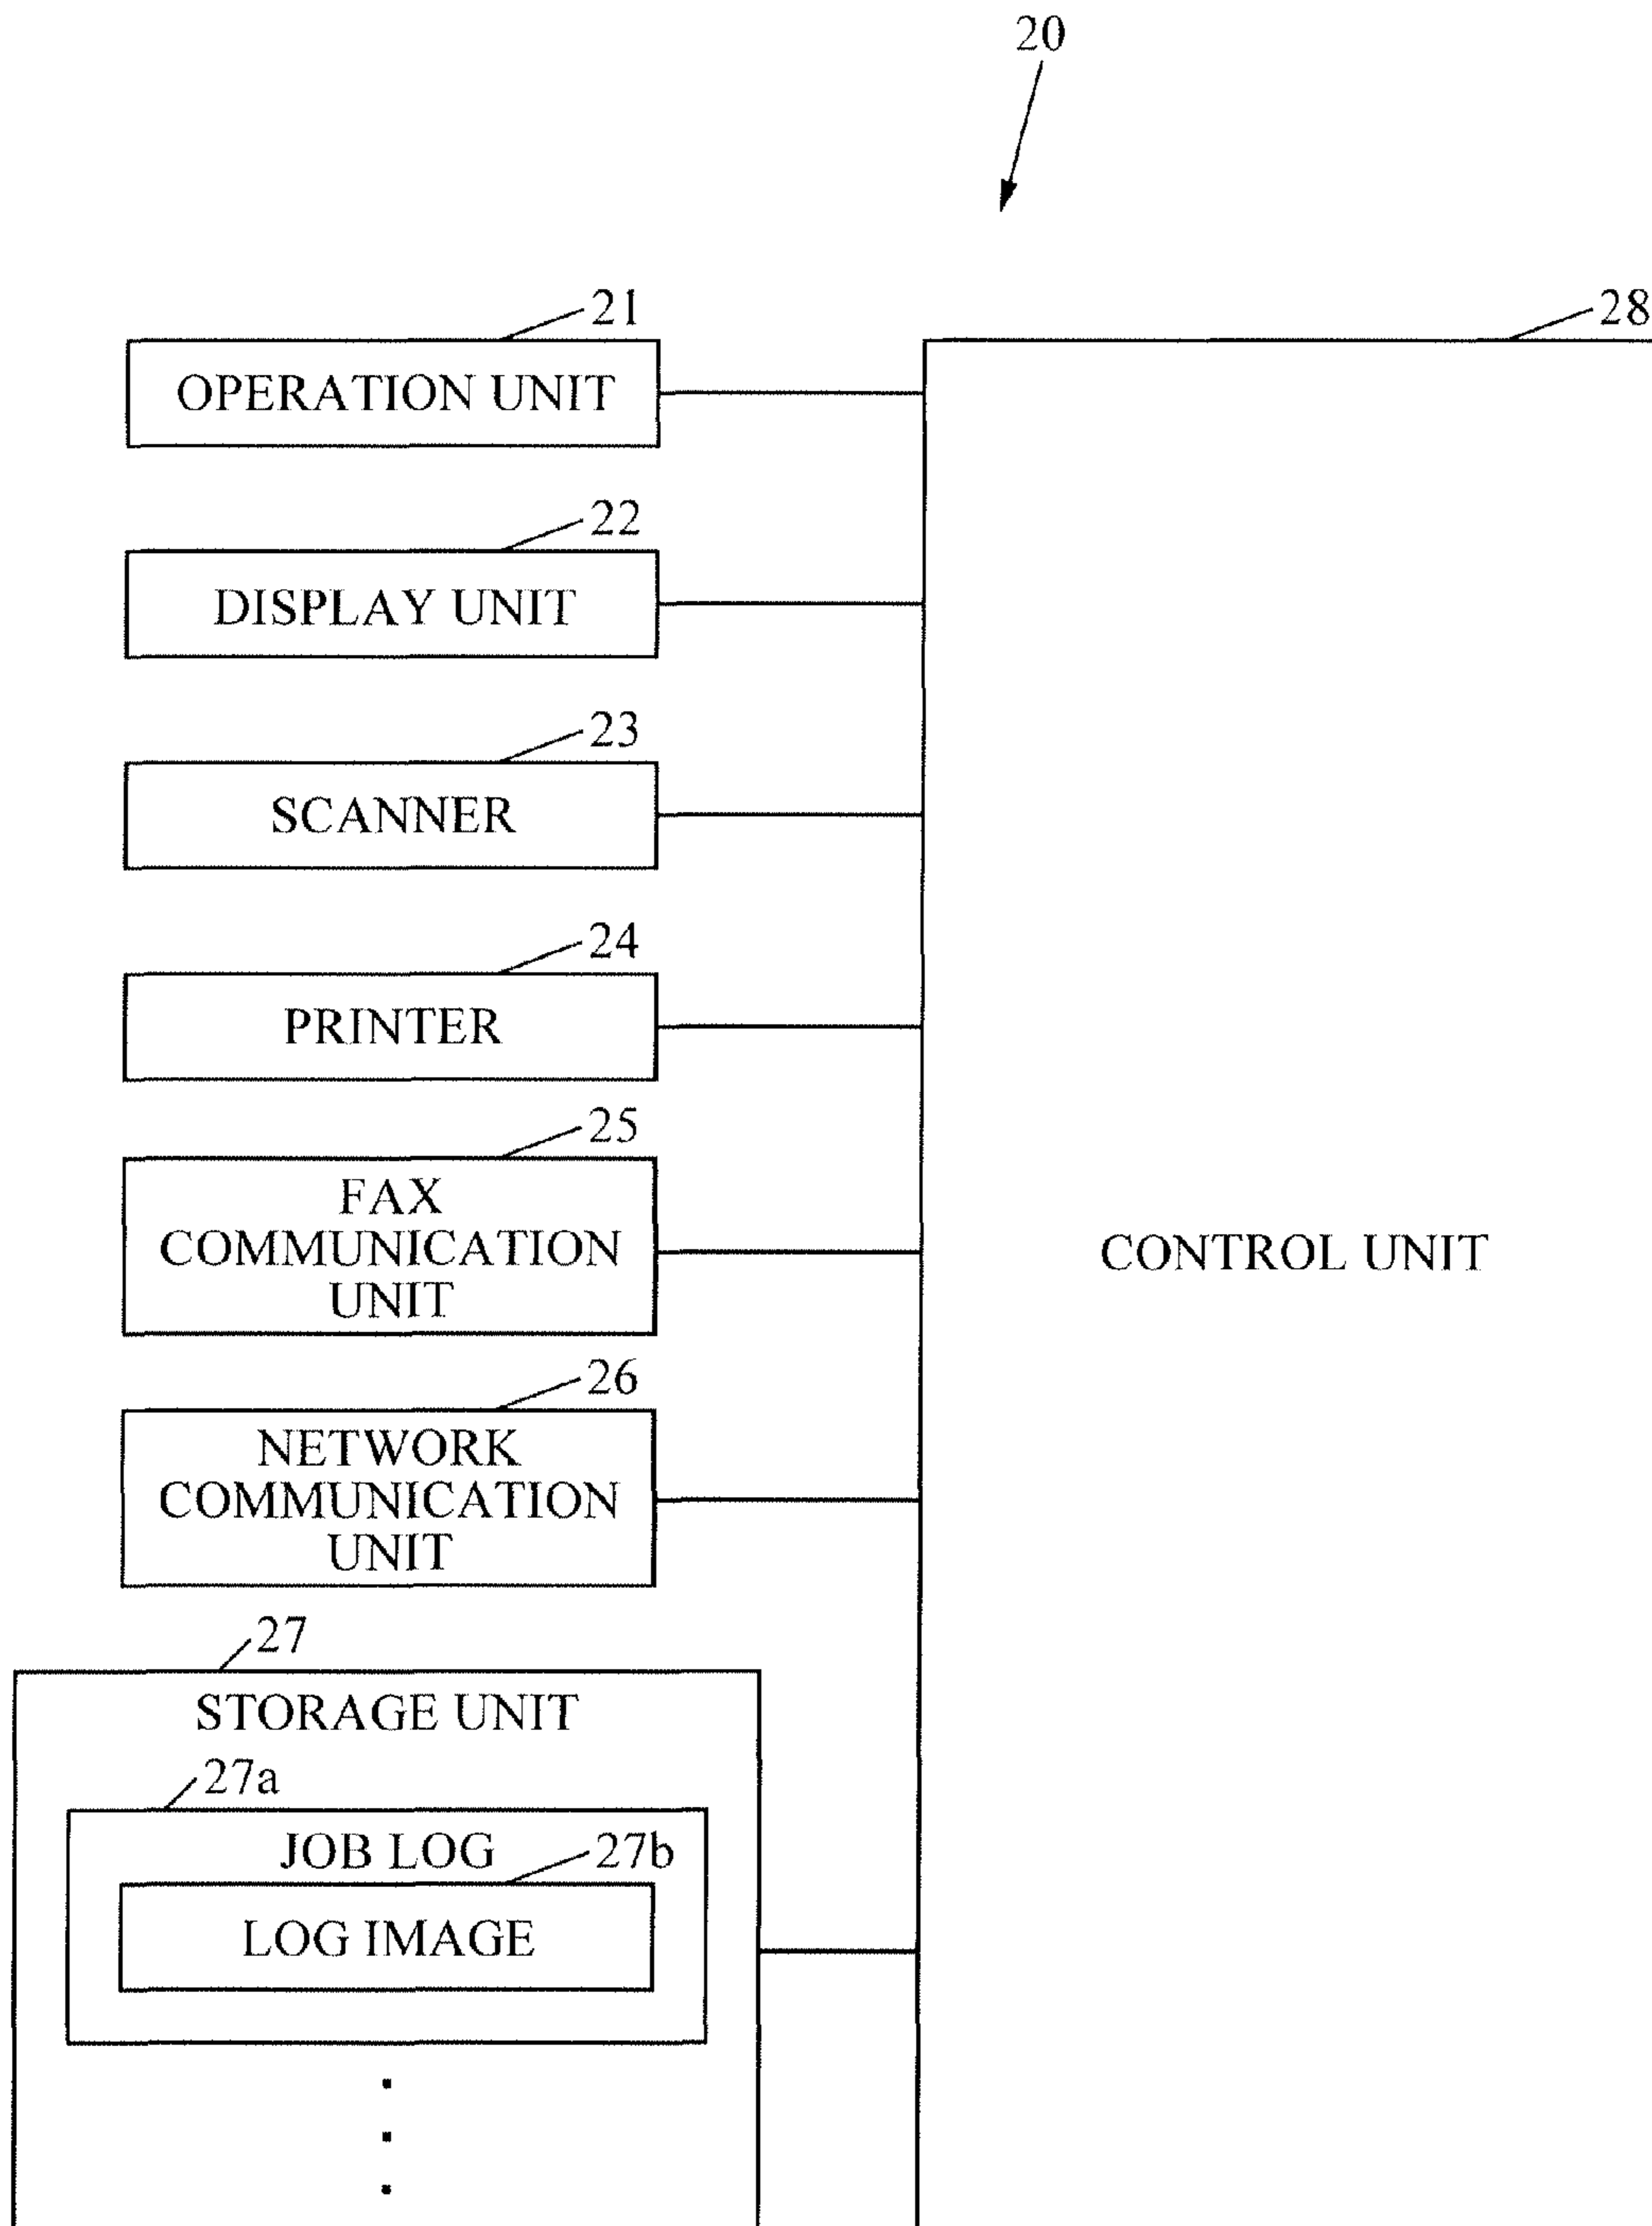 20
21
28
OPERATION UNIT
22
DISPLAY UNIT
23
SCANNER
24
PRINTER
25
FAX
COMMUNICATION
UNIT
CONTROL UNIT
26
NETWORK
COMMUNICATION
UNIT
27
STORAGE UNIT
27a
JOB LOG
27b
LOG IMAGE